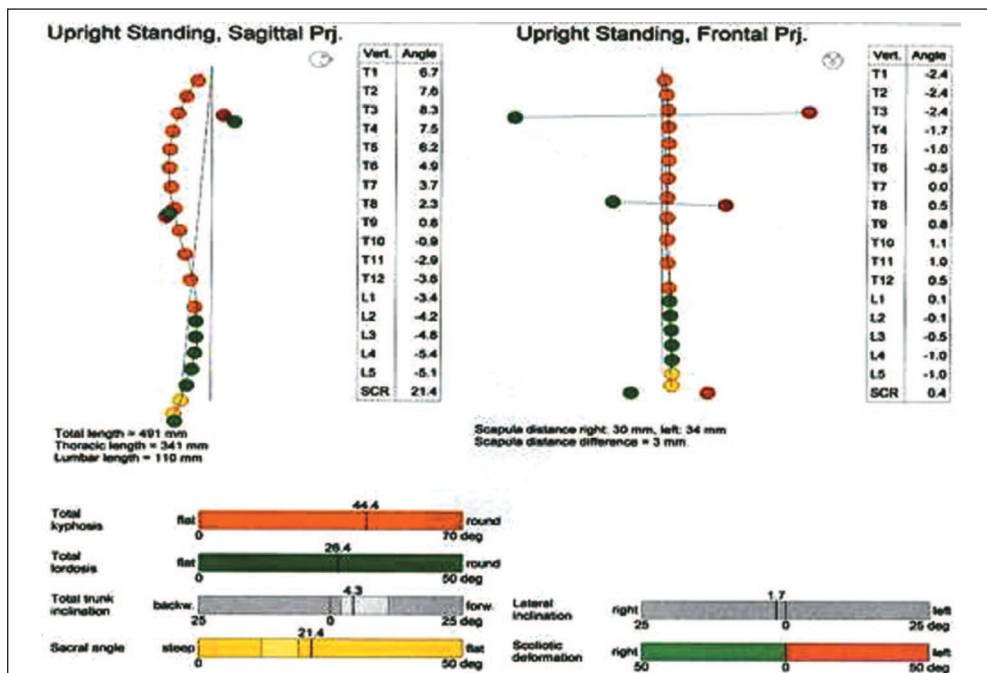 Upright Standing, Sagittal Prj.
Vert. Angle
T1 6.7
T2 7.6
T3 8.3
T4 7.5
T5 6.2
T6 4.9
T7 3.7
T8 2.3
T9 0.8
T10 -0.9
T11 -2.9
T12 -3.6
L1 -3.4
L2 -4.2
L3 -4.8
L4 -5.4
L5 -5.1
SCR 21.4
Total length = 491 mm
Thoracic length = 341 mm
Lumbar length = 110 mm
Upright Standing, Frontal Prj.
Vert. Angle
T1 -2.4
T2 -2.4
T3 -2.4
T4 -1.7
T5 -1.0
T6 -0.5
T7 0.0
T8 0.5
T9 0.8
T10 1.1
T11 1.0
T12 0.5
L1 0.1
L2 -0.1
L3 -0.5
L4 -1.0
L5 -1.0
SCR 0.4
Scapula distance right: 30 mm, left: 34 mm
Scapula distance difference = 3 mm
44.4
Total kyphosis flat round
0 70 deg
26.4
Total lordosis flat round
0 50 deg
4.3
Total trunk inclination backw. forw.
25 0 25 deg
21.4
Sacral angle steep flat
0 50 deg
1.7
Lateral inclination right left
25 0 25 deg
Scoliotic deformation right left
50 0 50 deg